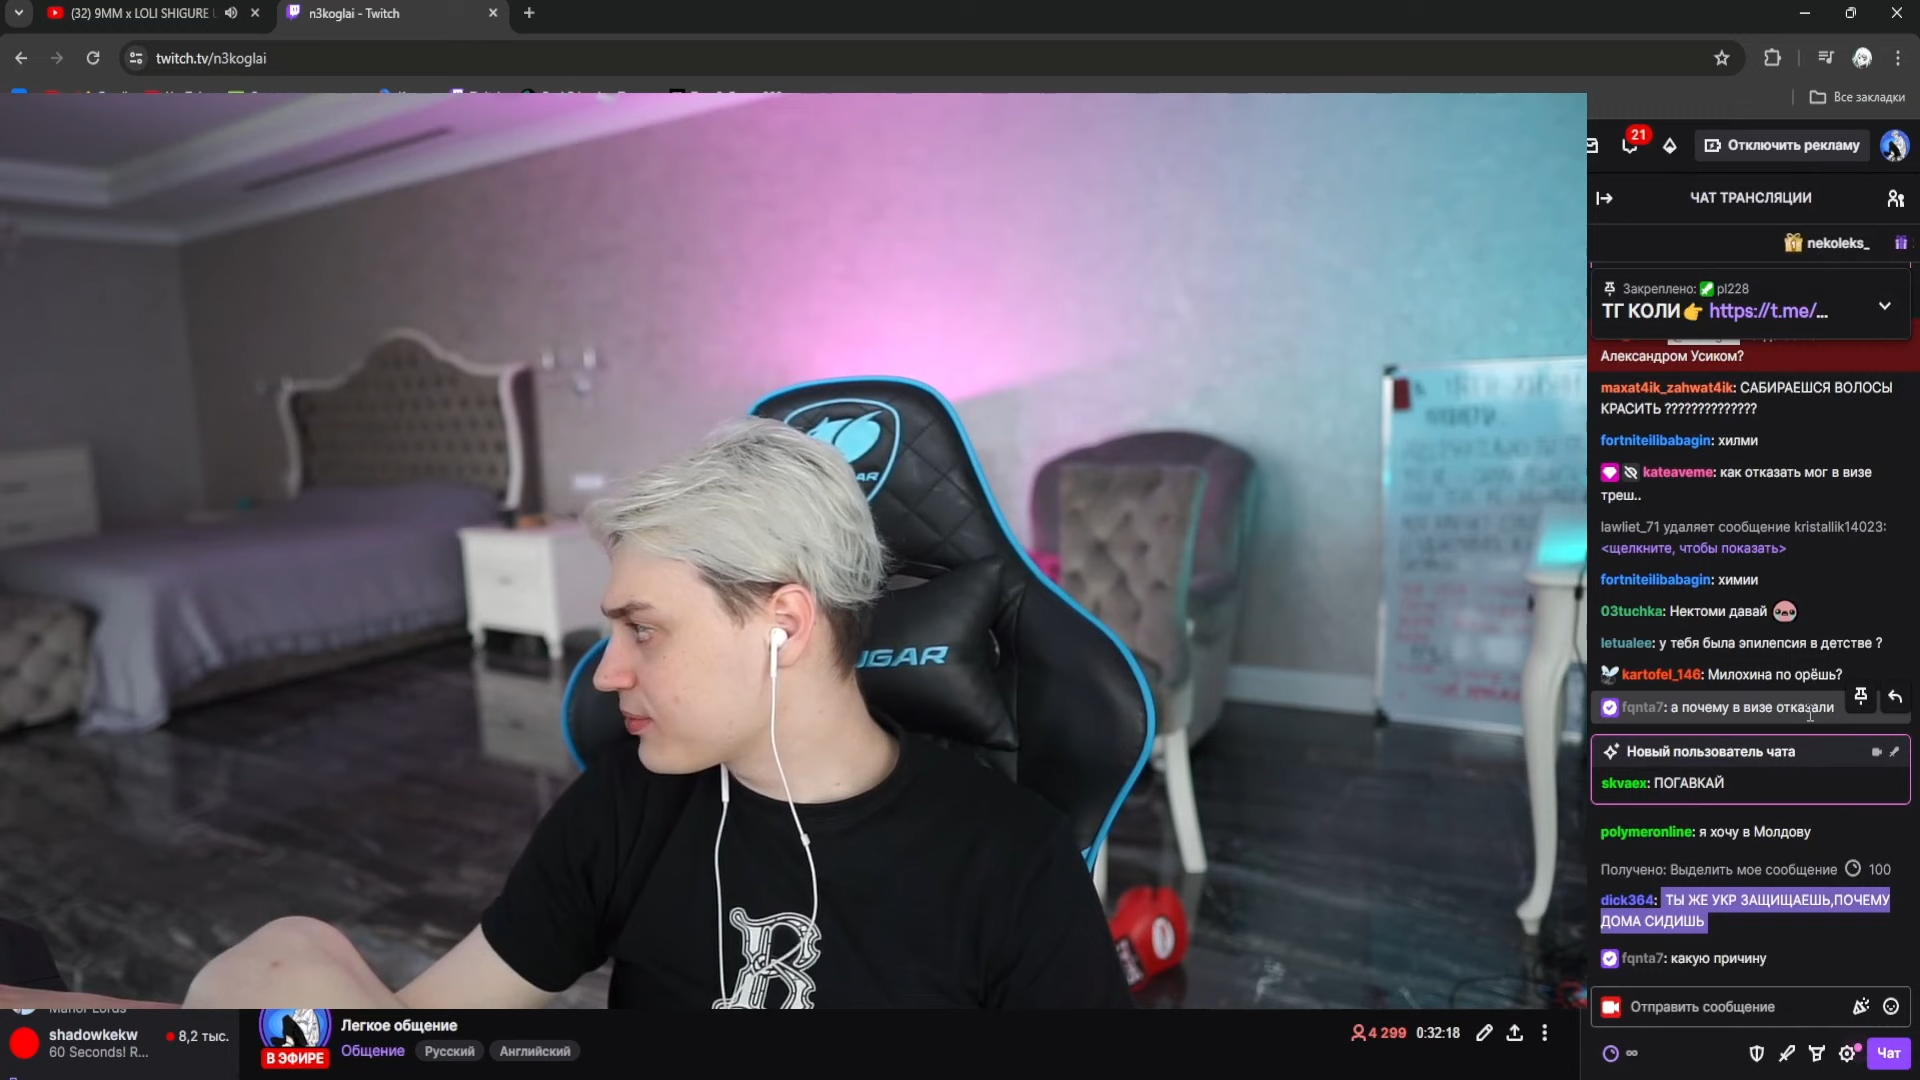 (32) 9MM x LOLI SHIGURE
n3koglai - Twitch
twitch.tv/n3koglai
Все закладки
21
Отключить рекламу
ЧАТ ТРАНСЛЯЦИИ
nekoleks_
Закреплено: pl228
ТГ КОЛИ👉 https://t.me/...
Александром Усиком?
maxat4ik_zahwat4ik: САБИРАЕШСЯ ВОЛОСЫ
КРАСИТЬ ??????????????
fortniteilibabagin: хилми
kateaveme: как отказать мог в визе
треш..
lawliet_71 удаляет сообщение kristallik14023:
<щелкните, чтобы показать>
fortniteilibabagin: химии
03tuchka: Нектоми давай
letualee: у тебя была эпилепсия в детстве ?
kartofel_146: Милохина по орёшь?
fqnta7: а почему в визе отказали
Новый пользователь чата
skvaex: ПОГАВКАЙ
polymeronline: я хочу в Молдову
Получено: Выделить мое сообщение 100
dick364: ТЫ ЖЕ УКР ЗАЩИЩАЕШЬ,ПОЧЕМУ
ДОМА СИДИШЬ
fqnta7: какую причину
Отправить сообщение
∞
Чат
UGAR
Manor Lords
shadowkekw 8,2 тыс.
60 Seconds! R...
В ЭФИРЕ
Легкое общение
Общение Русский Английский
4 299 0:32:18